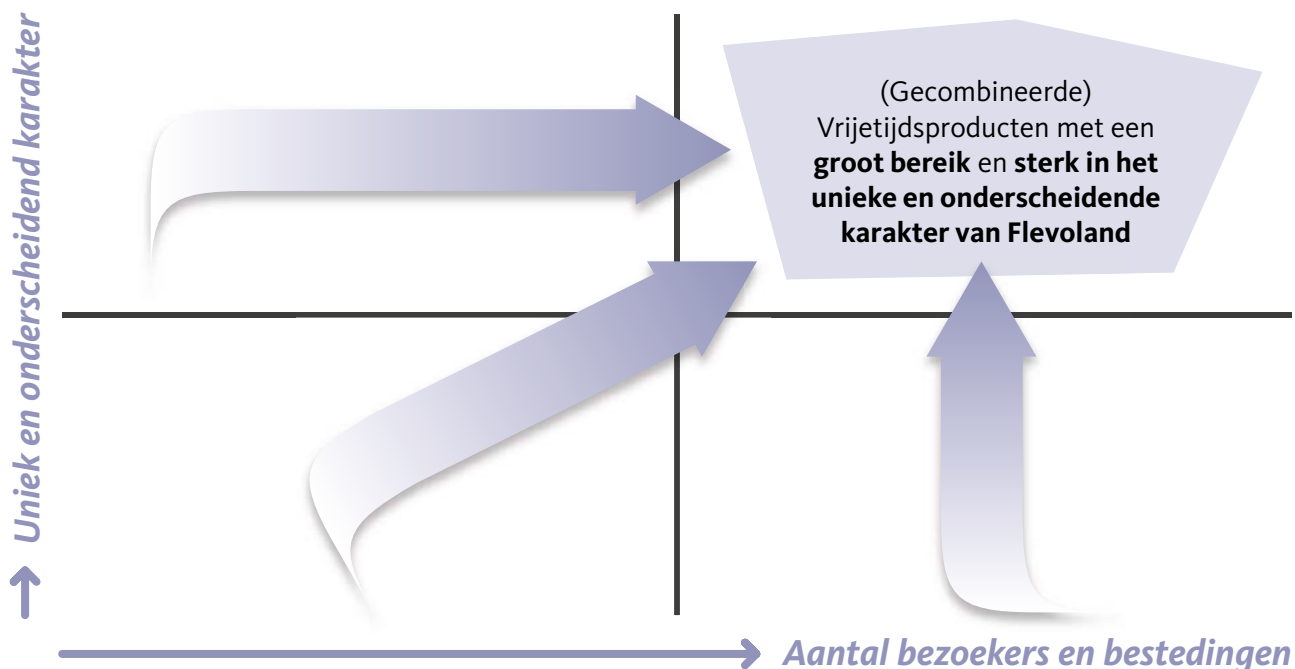 Uniek en onderscheidend karakter
(Gecombineerde)
Vrijetijdsproducten met een
groot bereik en sterk in het
unieke en onderscheidende
karakter van Flevoland
Aantal bezoekers en bestedingen